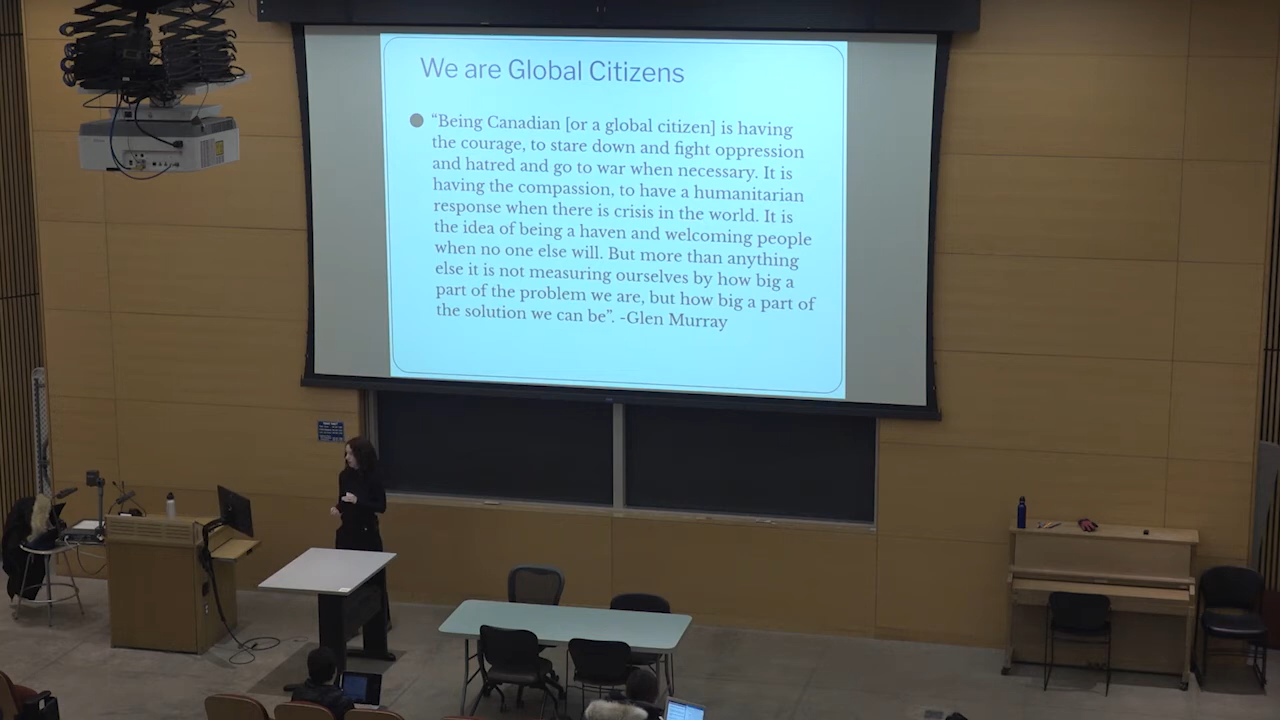 We are Global Citizens
“Being Canadian [or a global citizen] is having
the courage, to stare down and fight oppression
and hatred and go to war when necessary. It is
having the compassion, to have a humanitarian
response when there is crisis in the world. It is
the idea of being a haven and welcoming people
when no one else will. But more than anything
else it is not measuring ourselves by how big a
part of the problem we are, but how big a part of
the solution we can be”. -Glen Murray